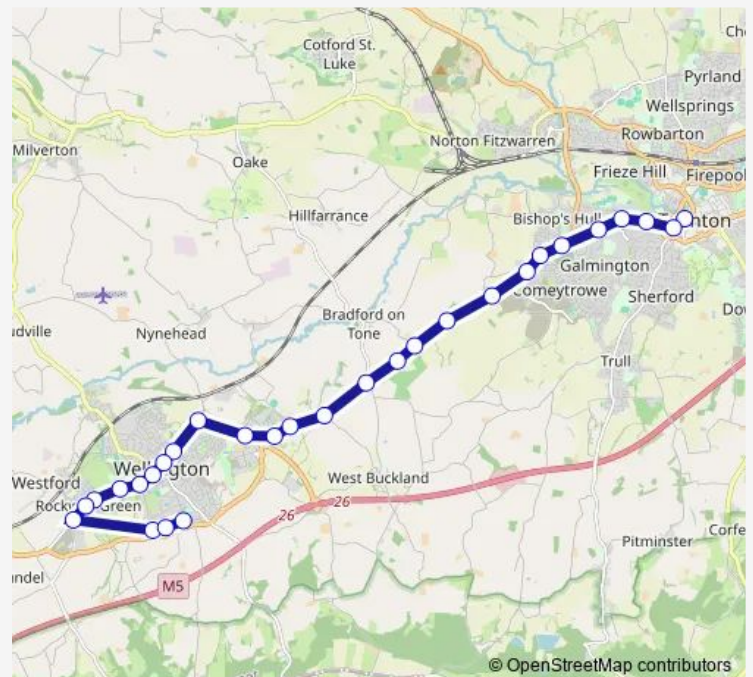 Cotford St.
Luke
Pyrland
Wellsprings
Rowbarton
Norton Fitzwarren
Milverton
Oake
Frieze Hill
Firepool
Hillfarrance
Bishop's Hull
Galmington
Comeytrowe
Sherford
Bradford on
Tone
Nynehead
Trull
Wellington
Westford
West Buckland
26
26
Pitminster
M5
© OpenStreetMap contributors